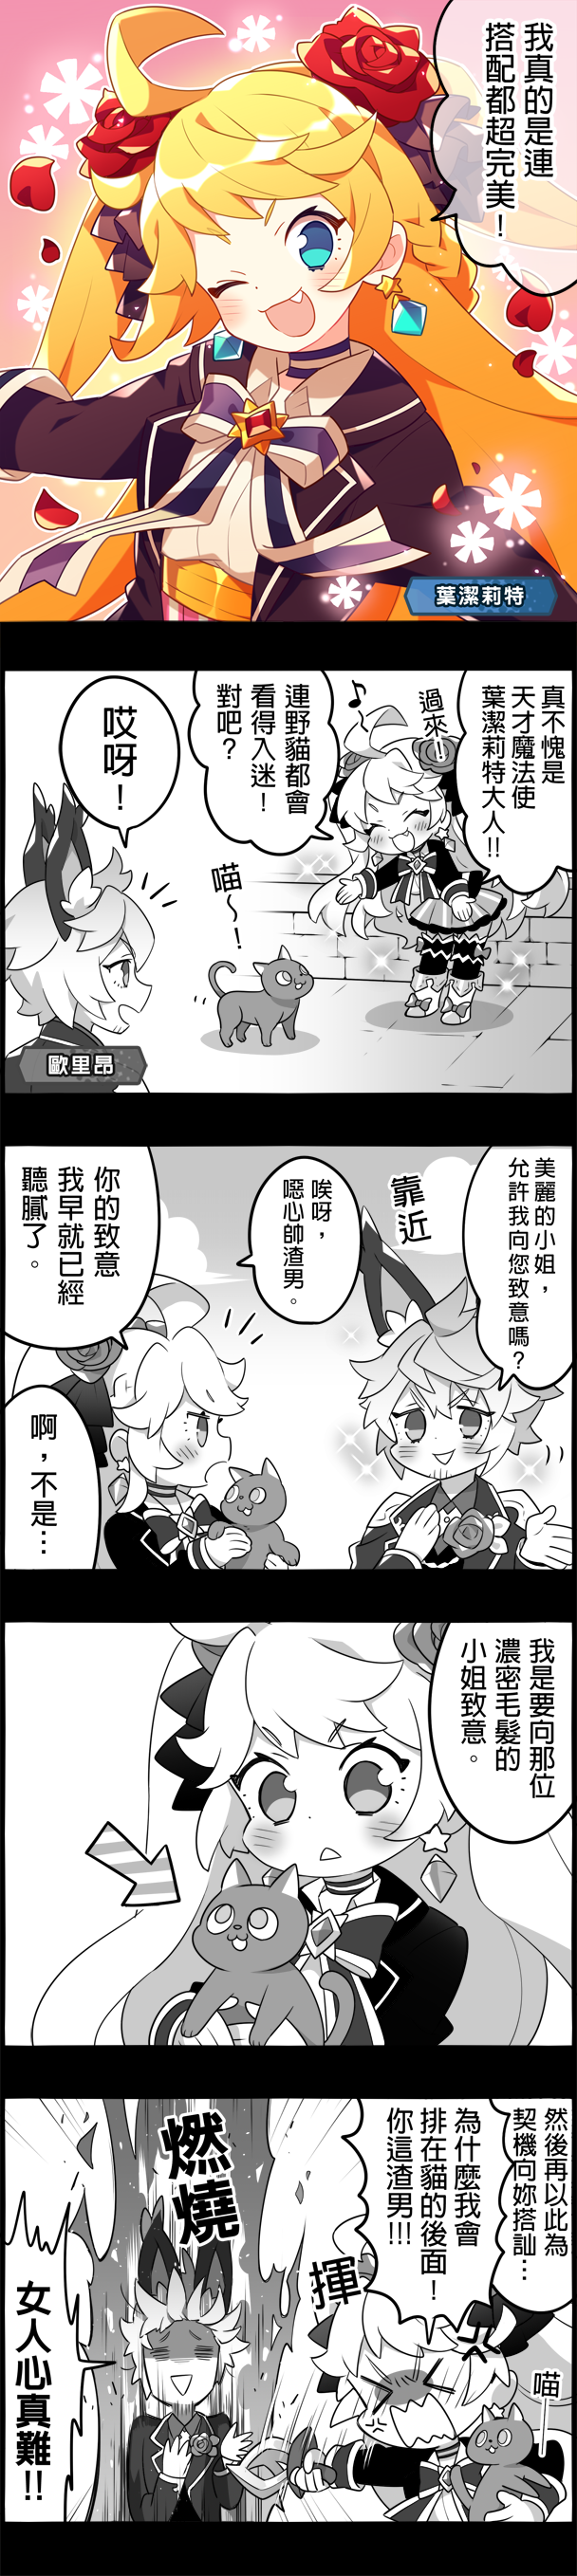 我真的是連
搭配都超完美！
葉潔莉特
真不愧是
天才魔法使
葉潔莉特大人!!
過來！
連野貓都會
看得入迷！
對吧？
喵～！
哎呀！
歐里昂
美麗的小姐，
允許我向您致意嗎？
靠近
唉呀，
噁心帥渣男。
你的致意
我早就已經
聽膩了。
啊，不是…
我是要向那位
濃密毛髮的
小姐致意。
然後再以此為
契機向妳搭訕…
為什麼我會
排在貓的後面！
你這渣男!!!
喵
揮
燃燒
女人心真難!!